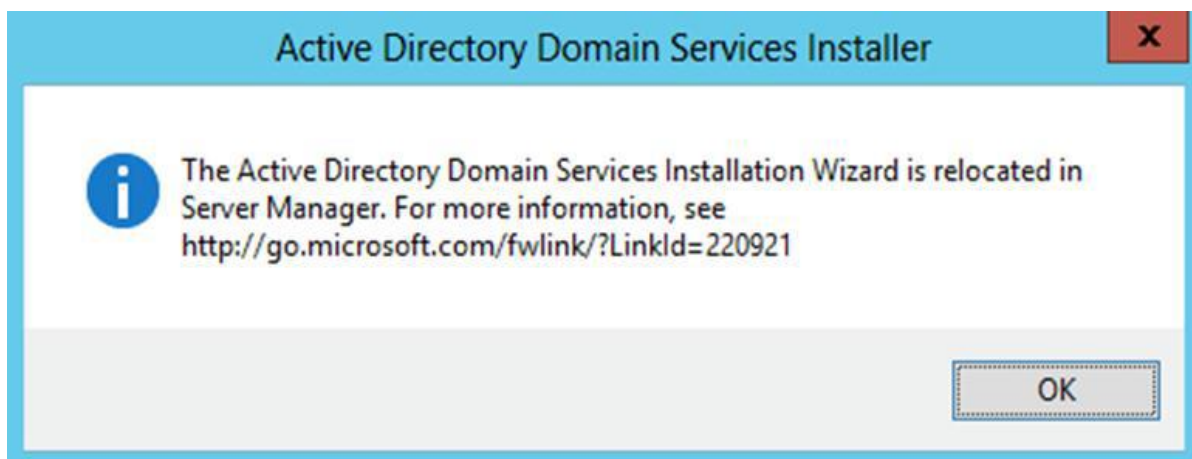 Active Directory Domain Services Installer
x
The Active Directory Domain Services Installation Wizard is relocated in
Server Manager. For more information, see
http://go.microsoft.com/fwlink/?LinkId=220921
OK